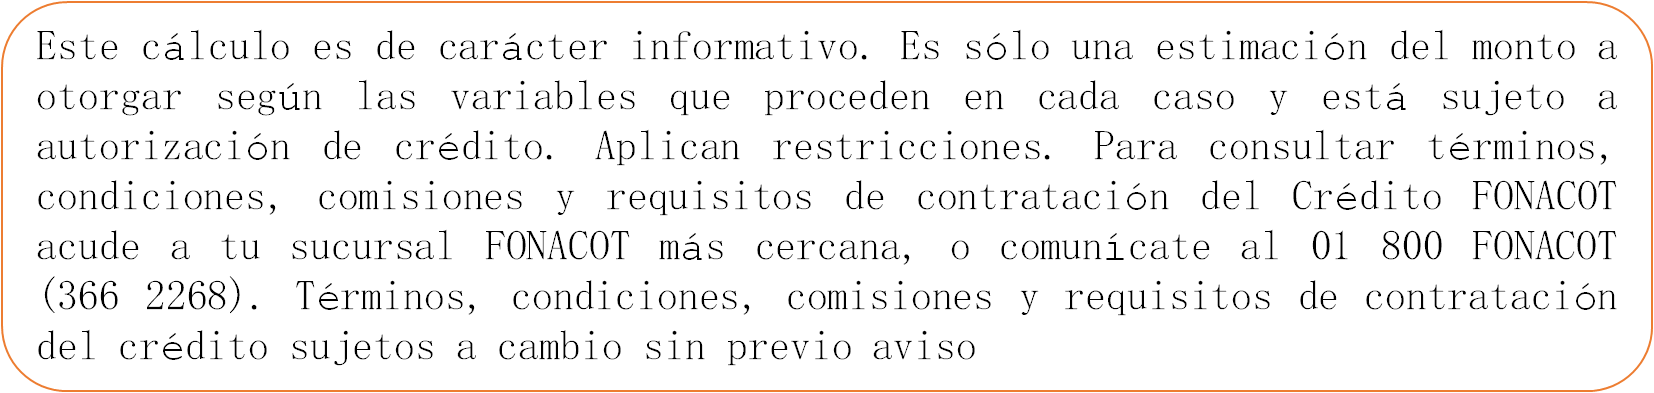 Este cálculo es de carácter informativo. Es sólo una estimación del monto a
otorgar según las variables que proceden en cada caso y está sujeto a
autorización de crédito. Aplican restricciones. Para consultar términos,
condiciones, comisiones y requisitos de contratación del Crédito FONACOT
acude a tu sucursal FONACOT más cercana, o comunícate al 01 800 FONACOT
(366 2268). Términos, condiciones, comisiones y requisitos de contratación
del crédito sujetos a cambio sin previo aviso